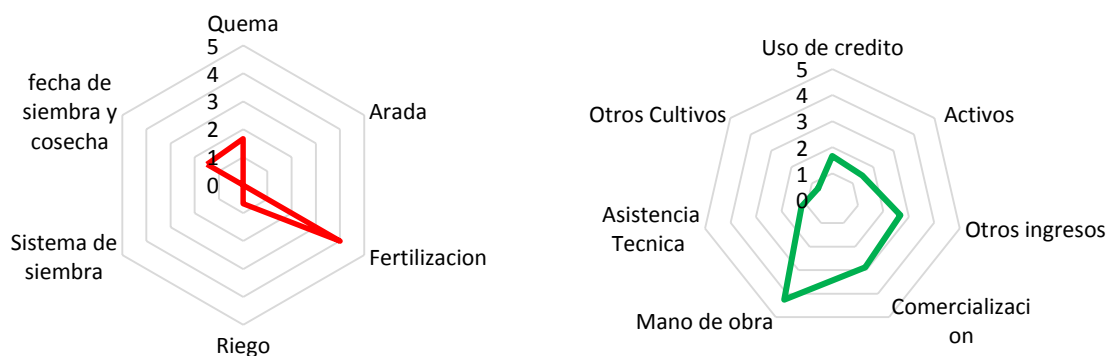 Quema
5
4
3
2
1
0
fecha de
siembra y
cosecha
Arada
Sistema de
siembra
Fertilizacion
Riego
Uso de credito
5
4
3
2
1
0
Otros Cultivos
Activos
Asistencia
Tecnica
Otros ingresos
Mano de obra
Comercializaci
on